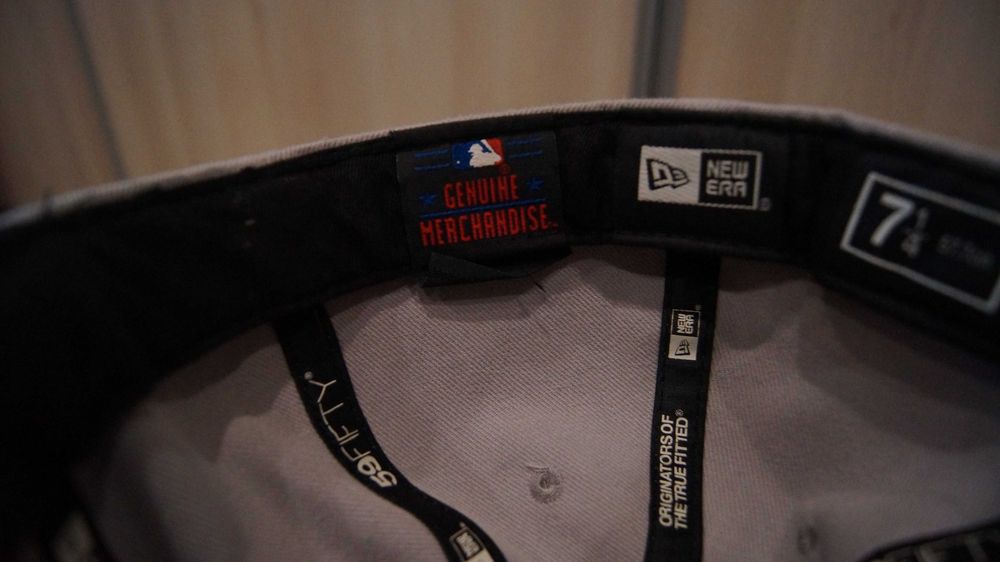 GENUINE
MERCHANDISE
NEW
ERA
®
7 1/4
59FIFTY®
NEW
ERA
ORIGINATORS OF
THE TRUE FITTED®